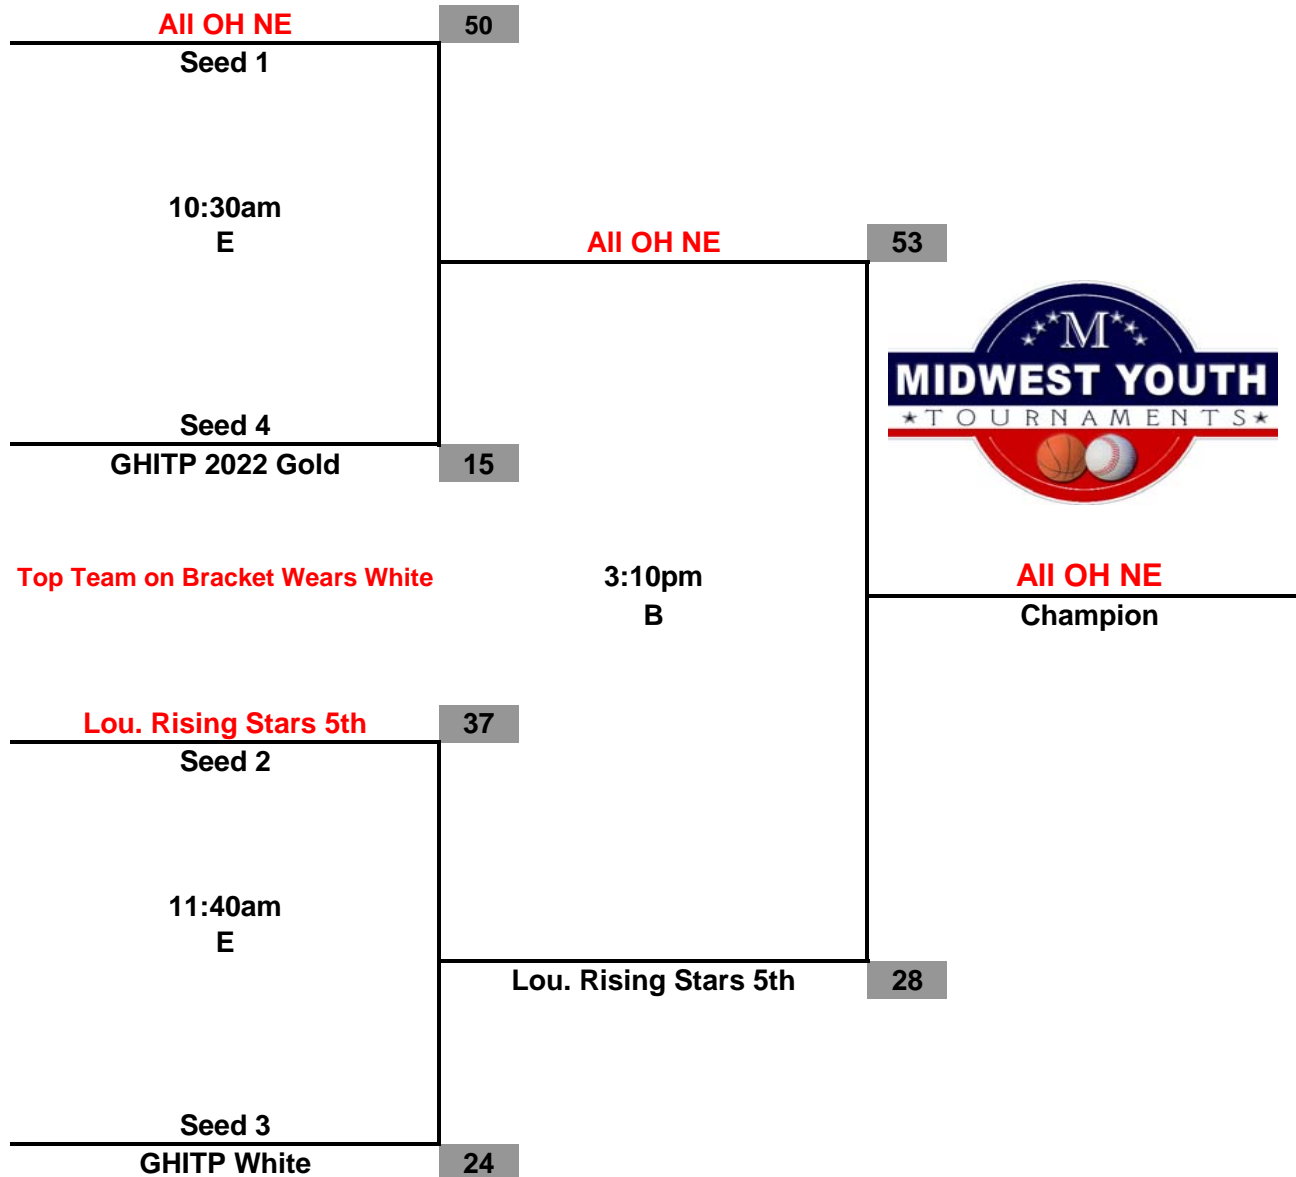 All OH NE 50
Seed 1
10:30am
E
All OH NE 53
M
MIDWEST YOUTH
TOURNAMENTS
Seed 4
GHITP 2022 Gold 15
Top Team on Bracket Wears White
3:10pm
B
All OH NE
Champion
Lou. Rising Stars 5th 37
Seed 2
11:40am
E
Lou. Rising Stars 5th 28
Seed 3
GHITP White 24